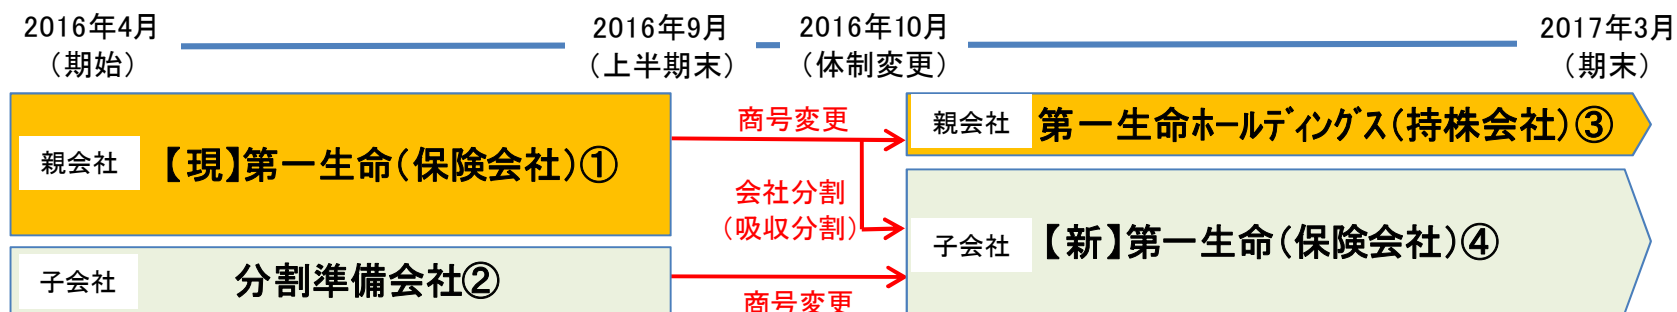 2016年4月
（期始）
2016年9月
（上半期末）
2016年10月
（体制変更）
2017年3月
（期末）
親会社
【現】第一生命（保険会社）①
商号変更
親会社
第一生命ﾎｰﾙﾃﾞｨﾝｸﾞｽ（持株会社）③
会社分割
（吸収分割）
子会社
【新】第一生命（保険会社）④
子会社
分割準備会社②
商号変更